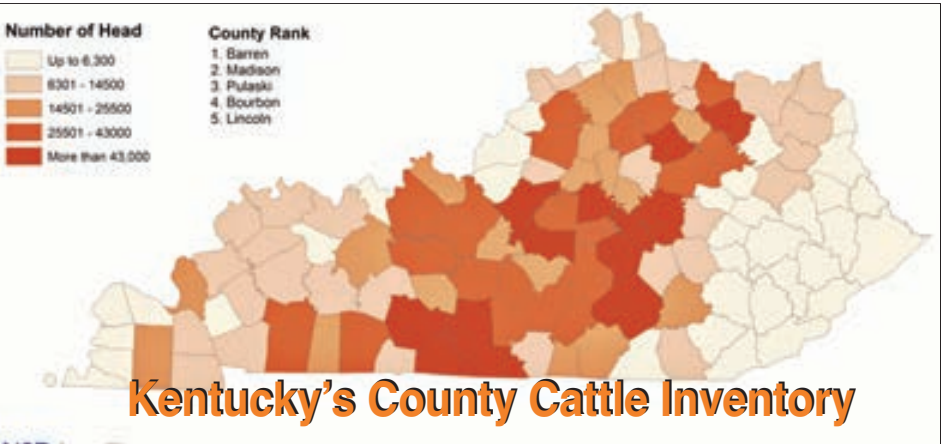 Number of Head
Up to 6,300
6301 - 14500
14501 - 25500
25501 - 43000
More than 43,000
County Rank
1. Barren
2. Madison
3. Pulaski
4. Bourbon
5. Lincoln
Kentucky's County Cattle Inventory